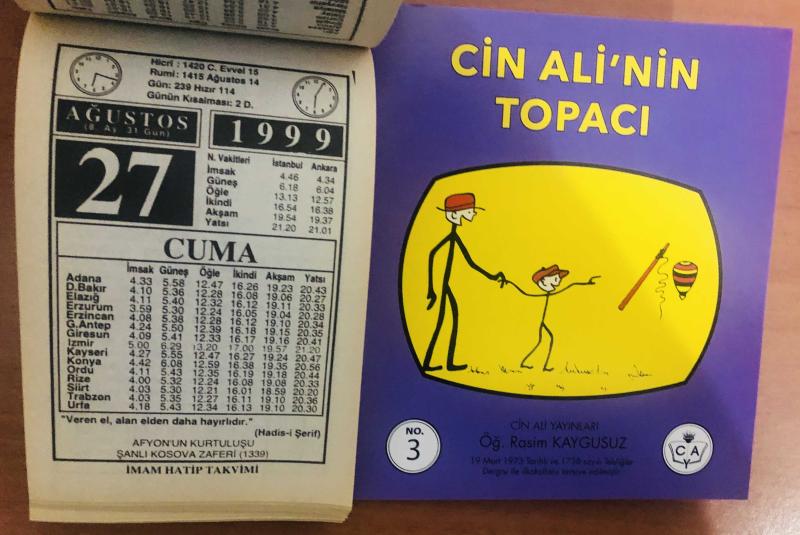 Hicri : 1420 C. Evvel 15
Rumi : 1415 Ağustos 14
Gün: 239 Hızır 114
Günün Kısalması: 2 D.
AĞUSTOS
(8. Ay 31 Gün)
1999
27
N. Vakitleri İstanbul Ankara
İmsak 4.46 4.34
Güneş 6.18 6.04
Öğle 13.13 12.57
İkindi 16.54 16.38
Akşam 19.54 19.37
Yatsı 21.20 21.01
CUMA
İmsak Güneş Öğle İkindi Akşam Yatsı
Adana 4.33 5.58 12.47 16.26 19.23 20.43
D.Bakır 4.10 5.36 12.28 16.08 19.06 20.27
Elazığ 4.11 5.40 12.32 16.12 19.11 20.33
Erzurum 3.59 5.30 12.24 16.05 19.04 20.28
Erzincan 4.08 5.38 12.28 16.12 19.10 20.34
G.Antep 4.24 5.50 12.39 16.18 19.15 20.35
Giresun 4.09 5.41 12.33 16.17 19.16 20.41
İzmir 5.00 6.29 13.20 17.00 19.57 21.20
Kayseri 4.27 5.55 12.47 16.27 19.24 20.47
Konya 4.42 6.08 12.59 16.38 19.35 20.56
Ordu 4.11 5.43 12.35 16.19 19.18 20.44
Rize 4.00 5.32 12.24 16.08 19.08 20.33
Siirt 4.03 5.30 12.21 16.01 18.59 20.20
Trabzon 4.03 5.35 12.27 16.11 19.10 20.36
Urfa 4.18 5.43 12.34 16.13 19.10 20.30
"Veren el, alan elden daha hayırlıdır."
(Hadis-i Şerif)
AFYON'UN KURTULUŞU
ŞANLI KOSOVA ZAFERİ (1339)
İMAM HATİP TAKVİMİ
CİN ALİ'NİN
TOPACI
CİN ALİ YAYINLARI
Öğ. Rasim KAYGUSUZ
19 Mart 1973 Tarihli ve 1738 sayılı Tebliğler
Dergisi ile ilkokullara tavsiye edilmiştir.
NO.
3
C A
Y